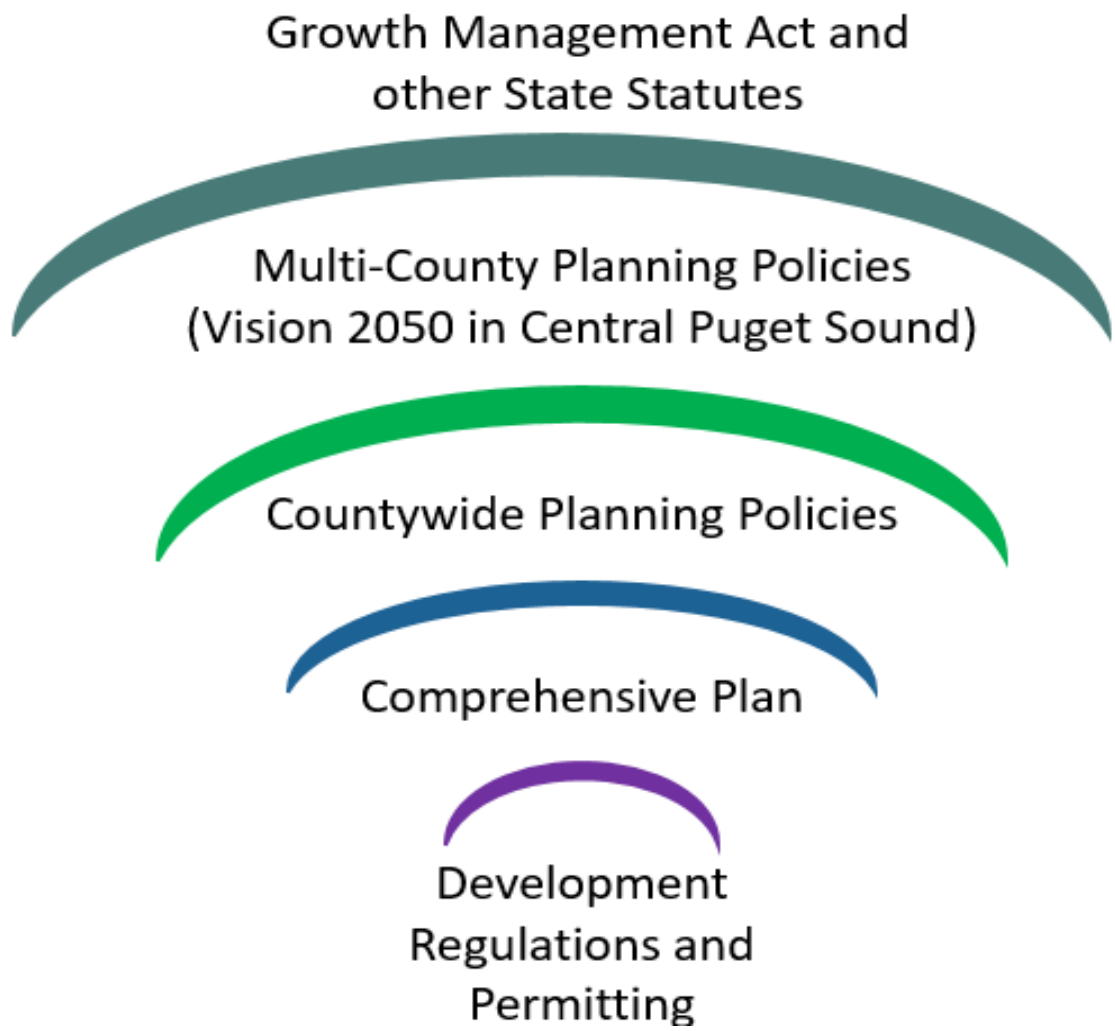 Growth Management Act and
other State Statutes
Multi-County Planning Policies
(Vision 2050 in Central Puget Sound)
Countywide Planning Policies
Comprehensive Plan
Development
Regulations and
Permitting